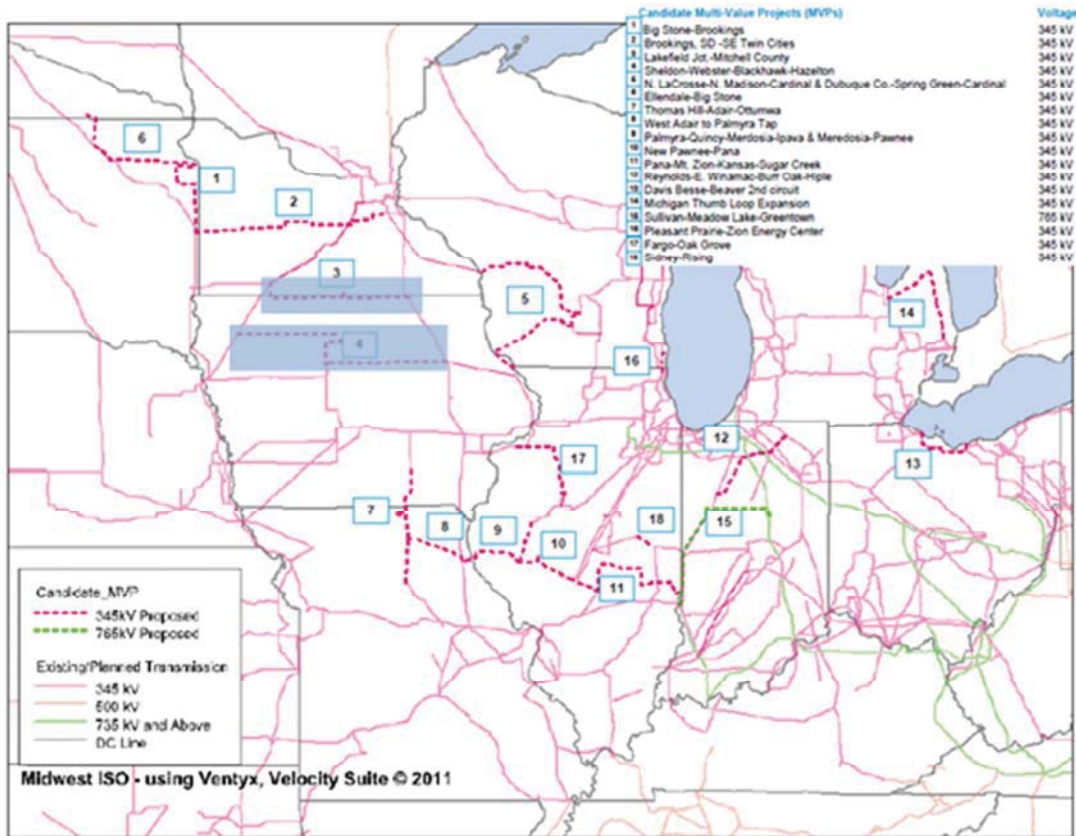 Candidate Multi-Value Projects (MVPs) Voltage
1 Big Stone-Brookings 345 kV
2 Brookings, SD -SE Twin Cities 345 kV
3 Lakefield Jct.-Mitchell County 345 kV
4 Sheldon-Webster-Blackhawk-Hazelton 345 kV
5 N. LaCrosse-N. Madison-Cardinal & Dubuque Co.-Spring Green-Cardinal 345 kV
6 Ellendale-Big Stone 345 kV
7 Thomas Hill-Adair-Ottumwa 345 kV
8 West Adair to Palmyra Tap 345 kV
9 Palmyra-Quincy-Merdosia-Ipava & Meredosia-Pawnee 345 kV
10 New Pawnee-Pana 345 kV
11 Pana-Mt. Zion-Kansas-Sugar Creek 345 kV
12 Reynolds-E. Winamac-Burr Oak-Hiple 345 kV
13 Davis Besse-Beaver 2nd circuit 345 kV
14 Michigan Thumb Loop Expansion 345 kV
15 Sullivan-Meadow Lake-Greentown 765 kV
16 Pleasant Prairie-Zion Energy Center 345 kV
17 Fargo-Oak Grove 345 kV
18 Sidney-Rising 345 kV
6
1
2
3
5
14
4
16
12
17
13
7
8
9
18
15
10
11
Candidate_MVP
345kV Proposed
765kV Proposed
Existing/Planned Transmission
345 kV
500 kV
735 kV and Above
DC Line
Midwest ISO - using Ventyx, Velocity Suite © 2011